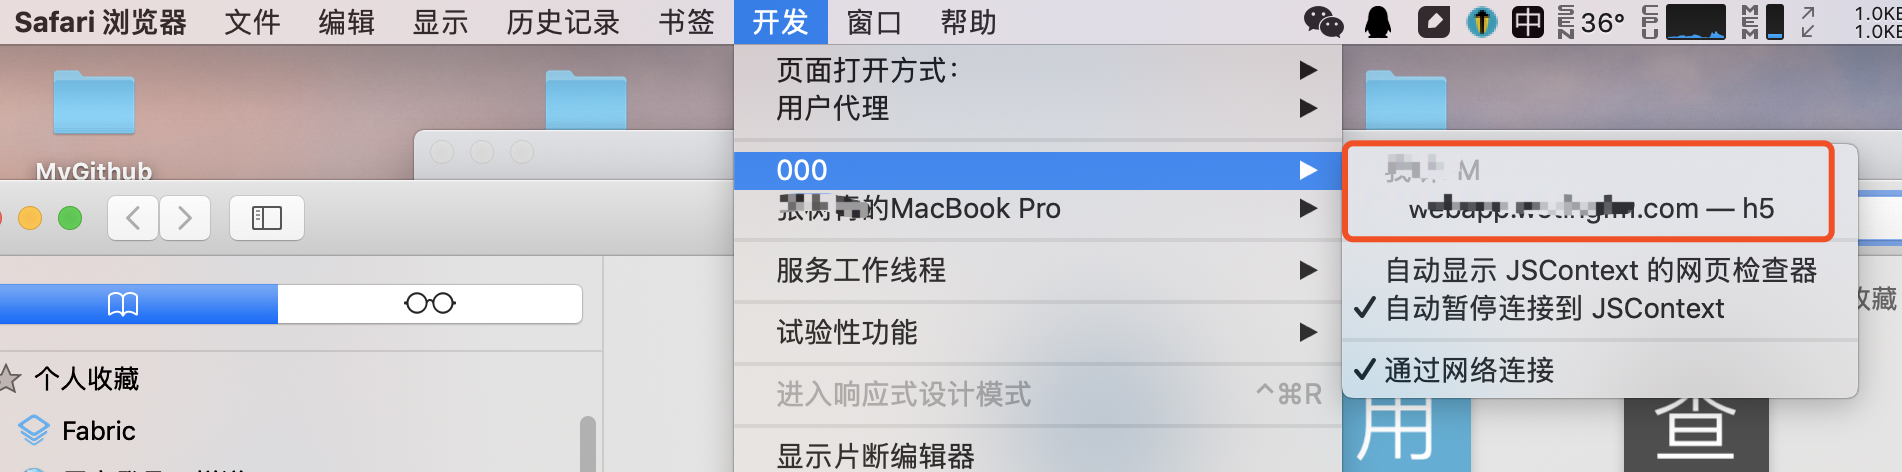 Safari 浏览器 文件 编辑 显示 历史记录 书签 开发 窗口 帮助 中 SEN 36° CPU MEM 1.0KB
1.0KB
MyGithub
页面打开方式：
用户代理
000
M
的MacBook Pro
.com — h5
服务工作线程
自动显示 JSContext 的网页检查器
✓ 自动暂停连接到 JSContext
收藏
试验性功能
✓ 通过网络连接
个人收藏
进入响应式设计模式 ^⌘R
Fabric
用
查
显示片断编辑器